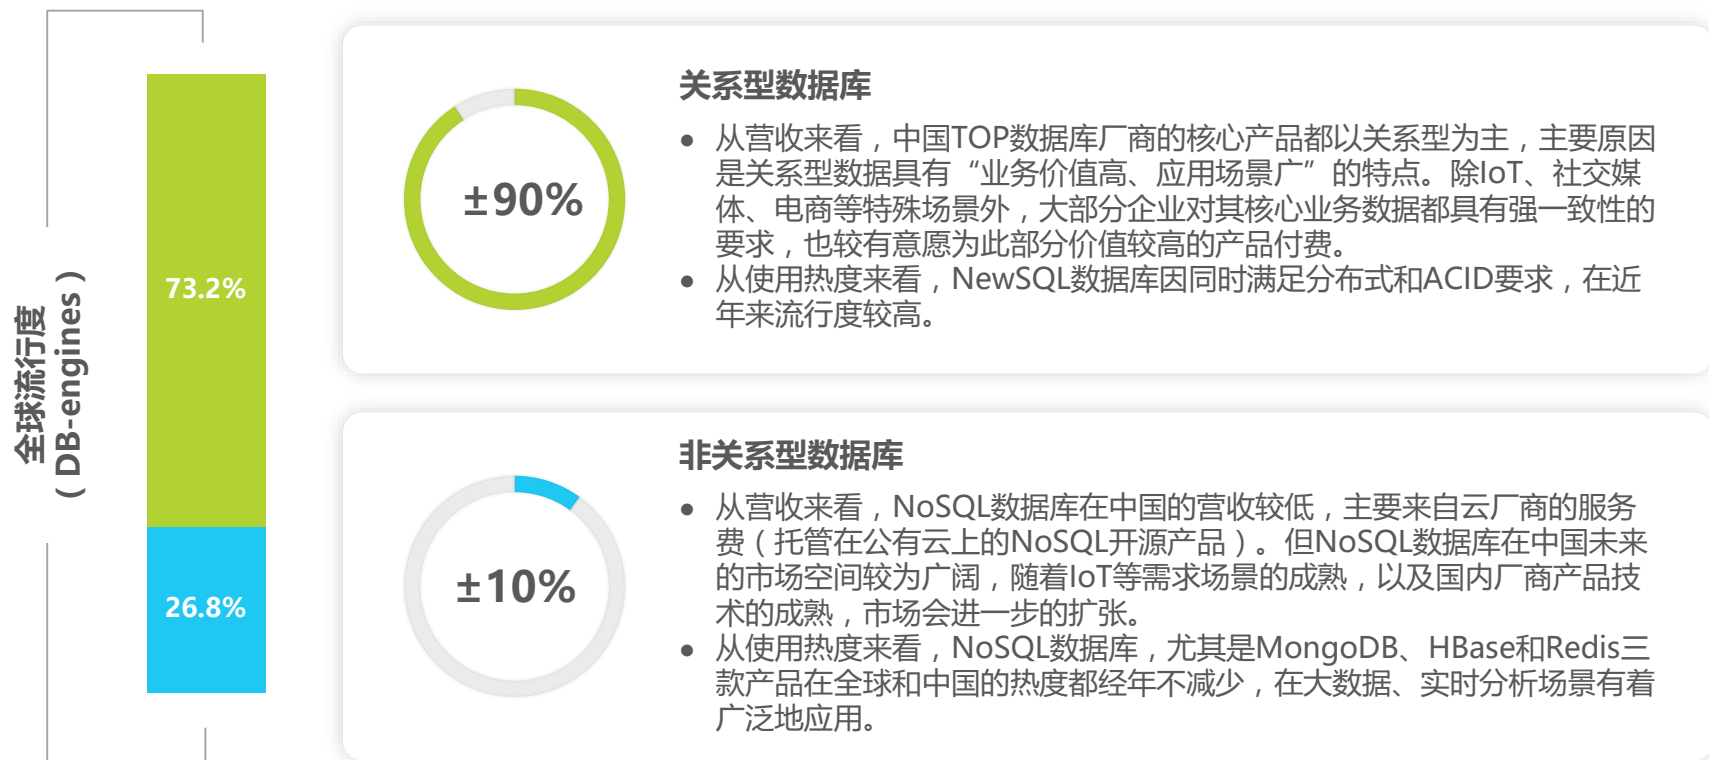 全球流行度
（DB-engines）
73.2%
26.8%
±90%
关系型数据库
● 从营收来看，中国TOP数据库厂商的核心产品都以关系型为主，主要原因
是关系型数据具有“业务价值高、应用场景广”的特点。除IoT、社交媒
体、电商等特殊场景外，大部分企业对其核心业务数据都具有强一致性的
要求，也较有意愿为此部分价值较高的产品付费。
● 从使用热度来看，NewSQL数据库因同时满足分布式和ACID要求，在近
年来流行度较高。
±10%
非关系型数据库
● 从营收来看，NoSQL数据库在中国的营收较低，主要来自云厂商的服务
费（托管在公有云上的NoSQL开源产品）。但NoSQL数据库在中国未来
的市场空间较为广阔，随着IoT等需求场景的成熟，以及国内厂商产品技
术的成熟，市场会进一步的扩张。
● 从使用热度来看，NoSQL数据库，尤其是MongoDB、HBase和Redis三
款产品在全球和中国的热度都经年不减少，在大数据、实时分析场景有着
广泛地应用。